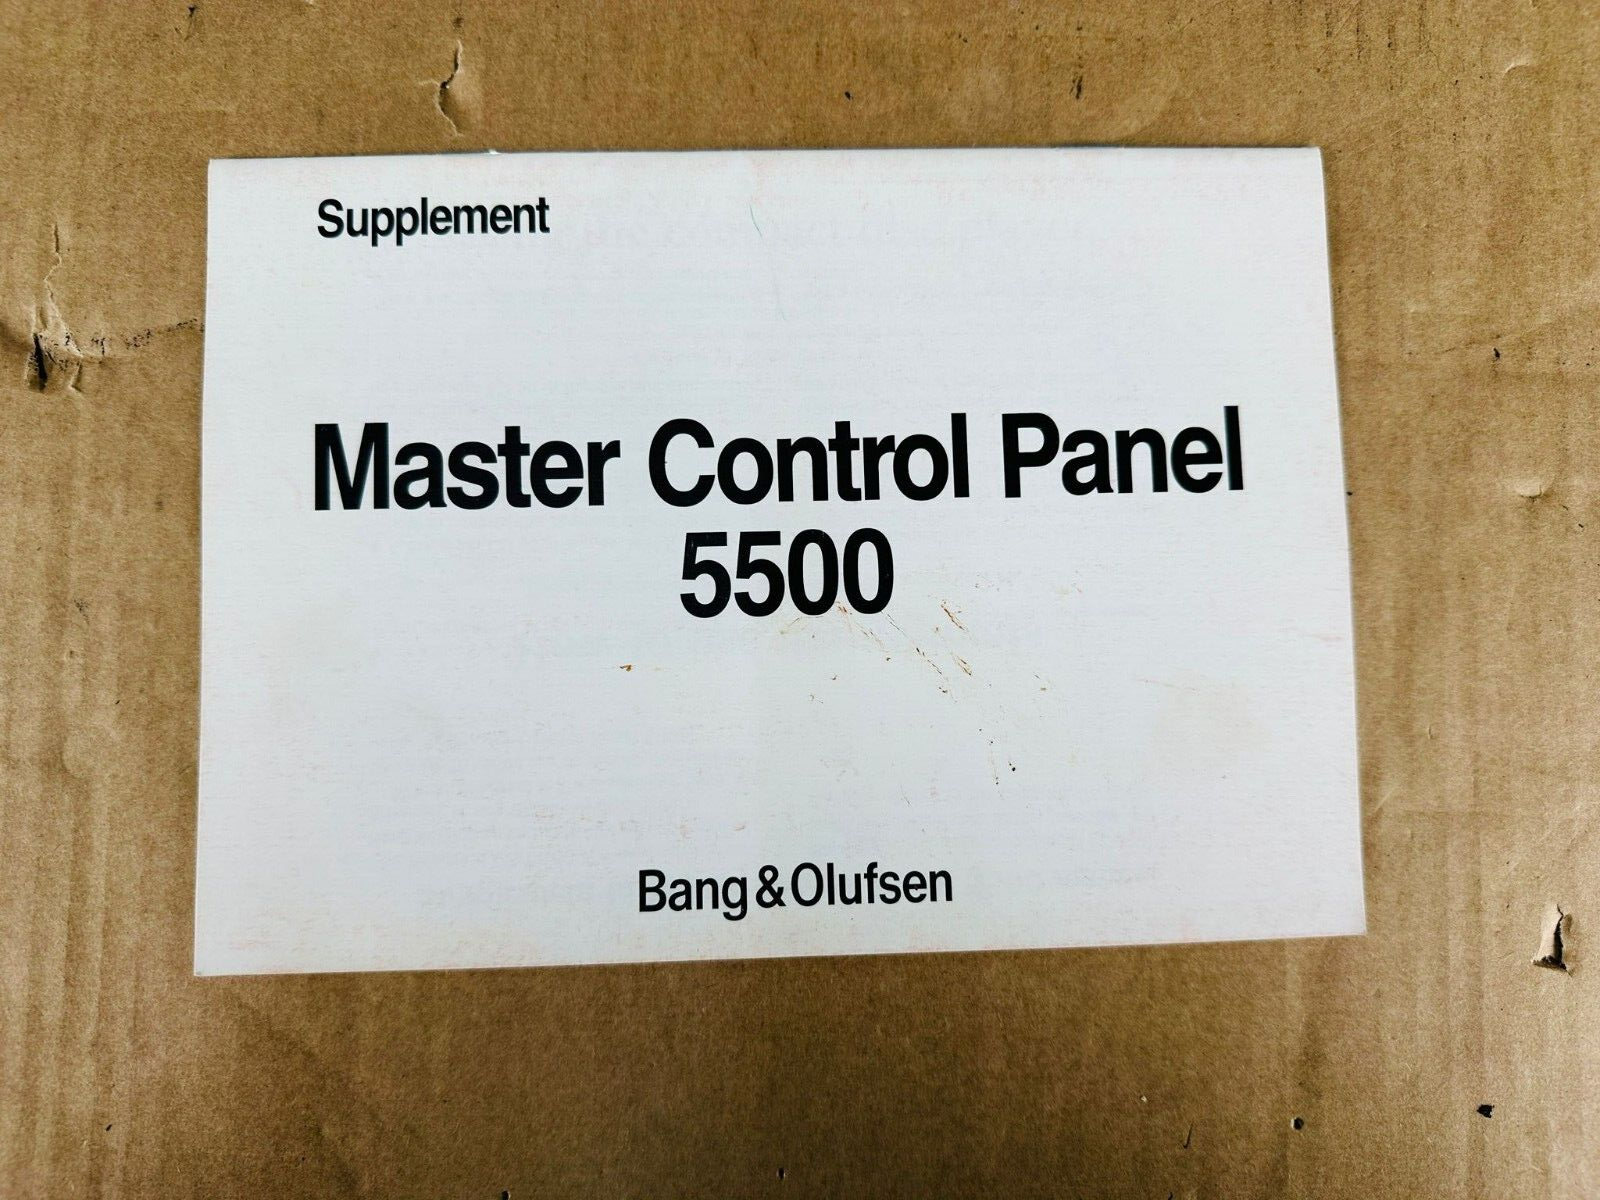 Supplement
Master Control Panel
5500
Bang & Olufsen